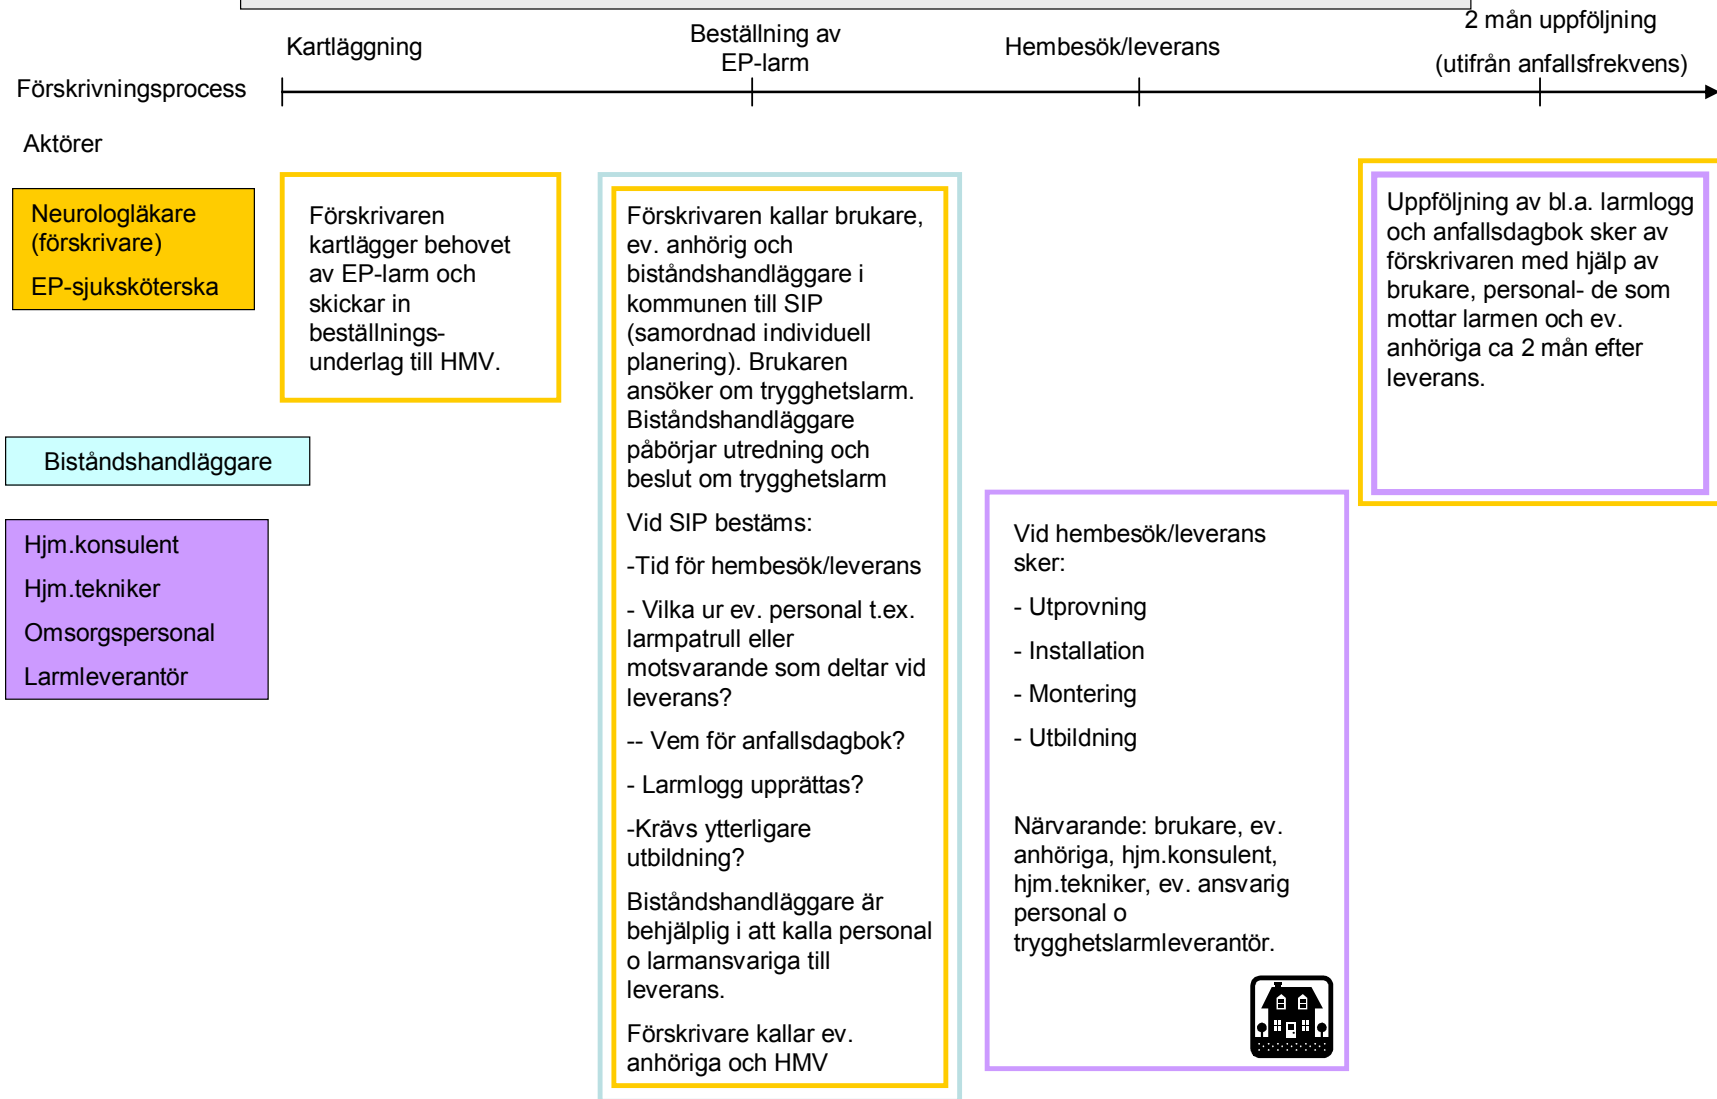 Kartläggning
Beställning av
EP-larm
Hembesök/leverans
2 mån uppföljning
(utifrån anfallsfrekvens)
Förskrivningsprocess
Aktörer
Neurologläkare
(förskrivare)
EP-sjuksköterska
Biståndshandläggare
Hjm.konsulent
Hjm.tekniker
Omsorgspersonal
Larmleverantör
Förskrivaren
kartlägger behovet
av EP-larm och
skickar in
beställnings-
underlag till HMV.
Förskrivaren kallar brukare,
ev. anhörig och
biståndshandläggare i
kommunen till SIP
(samordnad individuell
planering). Brukaren
ansöker om trygghetslarm.
Biståndshandläggare
påbörjar utredning och
beslut om trygghetslarm
Vid SIP bestäms:
-Tid för hembesök/leverans
- Vilka ur ev. personal t.ex.
larmpatrull eller
motsvarande som deltar vid
leverans?
-- Vem för anfallsdagbok?
- Larmlogg upprättas?
-Krävs ytterligare
utbildning?
Biståndshandläggare är
behjälplig i att kalla personal
o larmansvariga till
leverans.
Förskrivare kallar ev.
anhöriga och HMV
Vid hembesök/leverans
sker:
- Utprovning
- Installation
- Montering
- Utbildning
Närvarande: brukare, ev.
anhöriga, hjm.konsulent,
hjm.tekniker, ev. ansvarig
personal o
trygghetslarmleverantör.
Uppföljning av bl.a. larmlogg
och anfallsdagbok sker av
förskrivaren med hjälp av
brukare, personal- de som
mottar larmen och ev.
anhöriga ca 2 mån efter
leverans.